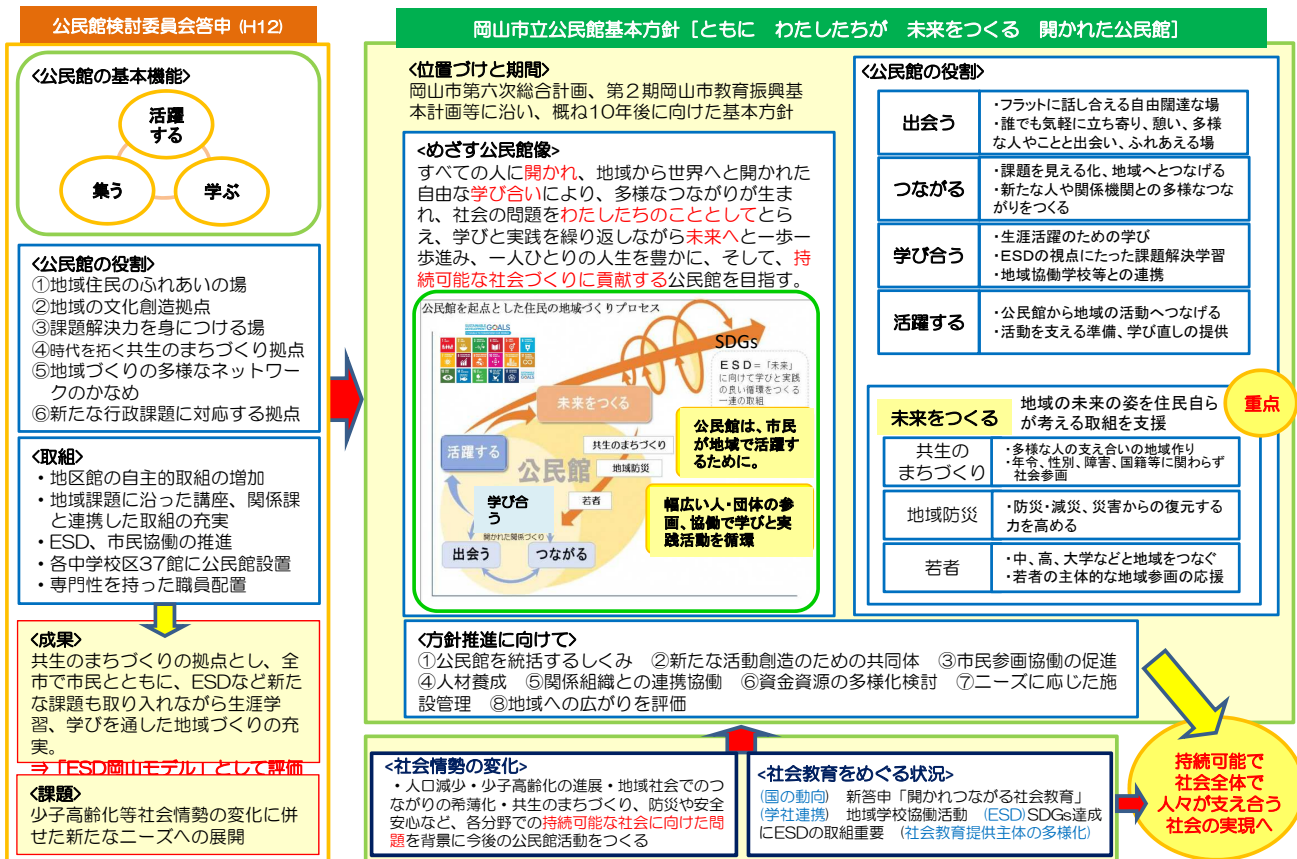 公民館検討委員会答申 (H12)
<公民館の基本機能>
活躍
する
集う
学ぶ
<公民館の役割>
①地域住民のふれあいの場
②地域の文化創造拠点
③課題解決力を身につける場
④時代を拓く共生のまちづくり拠点
⑤地域づくりの多様なネットワー
クのかなめ
⑥新たな行政課題に対応する拠点
<取組>
・地区館の自主的取組の増加
・地域課題に沿った講座、関係課
と連携した取組の充実
・ESD、市民協働の推進
・各中学校区37館に公民館設置
・専門性を持った職員配置
<成果>
共生のまちづくりの拠点とし、全
市で市民とともに、ESDなど新た
な課題も取り入れながら生涯学
習、学びを通した地域づくりの充
実。
⇒「ESD岡山モデル」として評価
<課題>
少子高齢化等社会情勢の変化に併
せた新たなニーズへの展開
岡山市立公民館基本方針［ともに　わたしたちが　未来をつくる　開かれた公民館］
<位置づけと期間>
岡山市第六次総合計画、第２期岡山市教育振興基
本計画等に沿い、概ね10年後に向けた基本方針
<めざす公民館像>
すべての人に開かれ、地域から世界へと開かれた
自由な学び合いにより、多様なつながりが生ま
れ、社会の問題をわたしたちのこととしてとら
え、学びと実践を繰り返しながら未来へと一歩一
歩進み、一人ひとりの人生を豊かに、そして、持
続可能な社会づくりに貢献する公民館を目指す。
公民館を起点とした住民の地域づくりプロセス
GOALS
SDGs
ESD＝「未来」
に向けて学びと実践
の良い循環をつくる
一連の取組
未来をつくる
活躍する
公民館
共生のまちづくり
地域防災
若者
学び合
う
開かれた関係づくり
出会う
つながる
公民館は、市民
が地域で活躍す
るために。
幅広い人・団体の参
画、協働で学びと実
践活動を循環
<公民館の役割>
出会う
・フラットに話し合える自由闊達な場
・誰でも気軽に立ち寄り、憩い、多様
な人やことと出会い、ふれあえる場
つながる
・課題を見える化、地域へとつなげる
・新たな人や関係機関との多様なつな
がりをつくる
学び合う
・生涯活躍のための学び
・ESDの視点にたった課題解決学習
・地域協働学校等との連携
活躍する
・公民館から地域の活動へつなげる
・活動を支える準備、学び直しの提供
重点
未来をつくる
地域の未来の姿を住民自ら
が考える取組を支援
共生の
まちづくり
・多様な人の支え合いの地域作り
・年令、性別、障害、国籍等に関わらず
社会参画
地域防災
・防災・減災、災害からの復元する
力を高める
若者
・中、高、大学などと地域をつなぐ
・若者の主体的な地域参画の応援
<方針推進に向けて>
①公民館を統括するしくみ　②新たな活動創造のための共同体　③市民参画協働の促進
④人材養成　⑤関係組織との連携協働　⑥資金資源の多様化検討　⑦ニーズに応じた施
設管理　⑧地域への広がりを評価
<社会情勢の変化>
・人口減少・少子高齢化の進展・地域社会でのつ
ながりの希薄化・共生のまちづくり、防災や安全
安心など、各分野での持続可能な社会に向けた問
題を背景に今後の公民館活動をつくる
<社会教育をめぐる状況>
(国の動向)　新答申「開かれつながる社会教育」
(学社連携)　地域学校協働活動　(ESD)SDGs達成
にESDの取組重要　(社会教育提供主体の多様化)
持続可能で
社会全体で
人々が支え合う
社会の実現へ